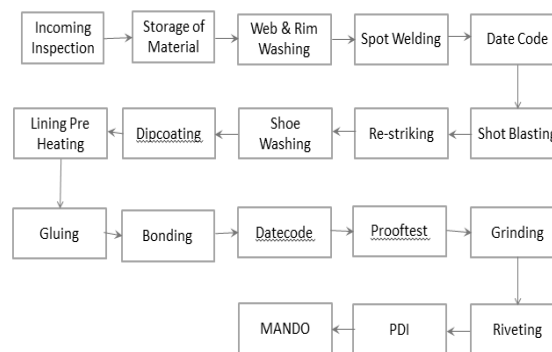 Incoming
Inspection
Storage of
Material
Web & Rim
Washing
Spot Welding
Date Code
Shot Blasting
Re-striking
Shoe
Washing
Dipcoating
Lining Pre
Heating
Gluing
Bonding
Datecode
Prooftest
Grinding
Riveting
PDI
MANDO